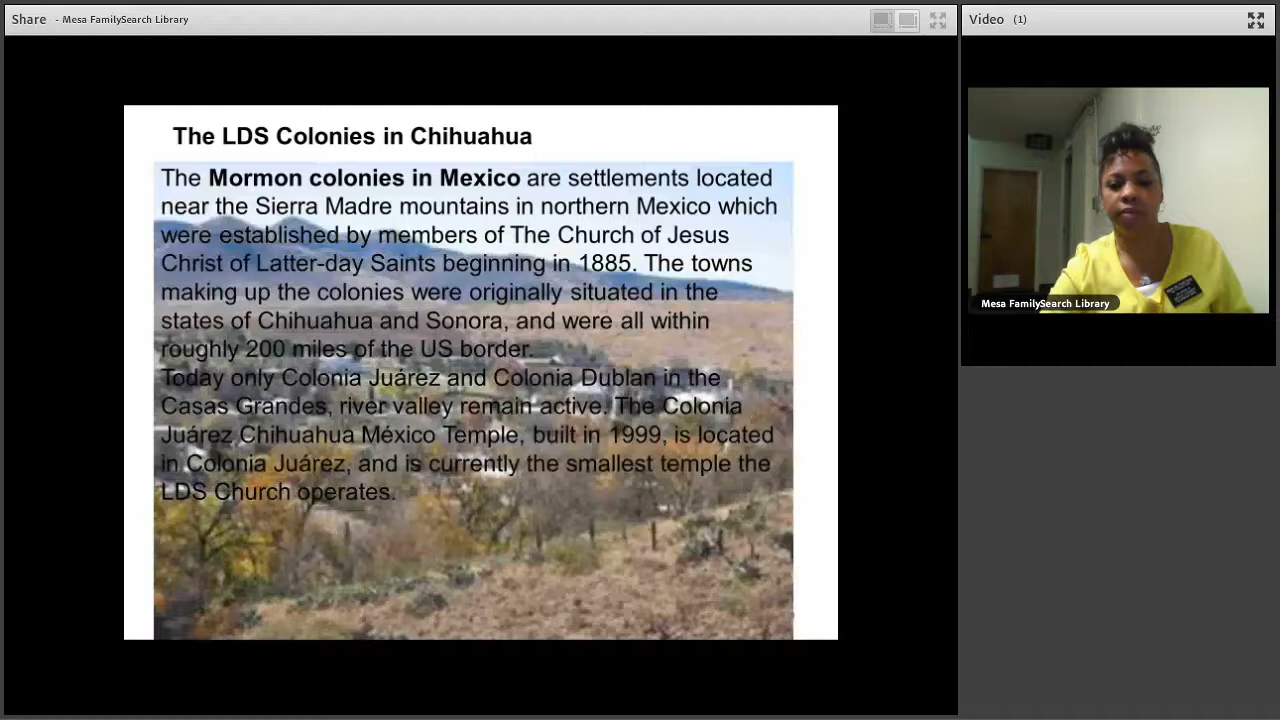 Share - Mesa FamilySearch Library
Video (1)
The LDS Colonies in Chihuahua
The Mormon colonies in Mexico are settlements located
near the Sierra Madre mountains in northern Mexico which
were established by members of The Church of Jesus
Christ of Latter-day Saints beginning in 1885. The towns
making up the colonies were originally situated in the
states of Chihuahua and Sonora, and were all within
roughly 200 miles of the US border.
Today only Colonia Juárez and Colonia Dublan in the
Casas Grandes, river valley remain active. The Colonia
Juárez Chihuahua México Temple, built in 1999, is located
in Colonia Juárez, and is currently the smallest temple the
LDS Church operates.
Mesa FamilySearch Library